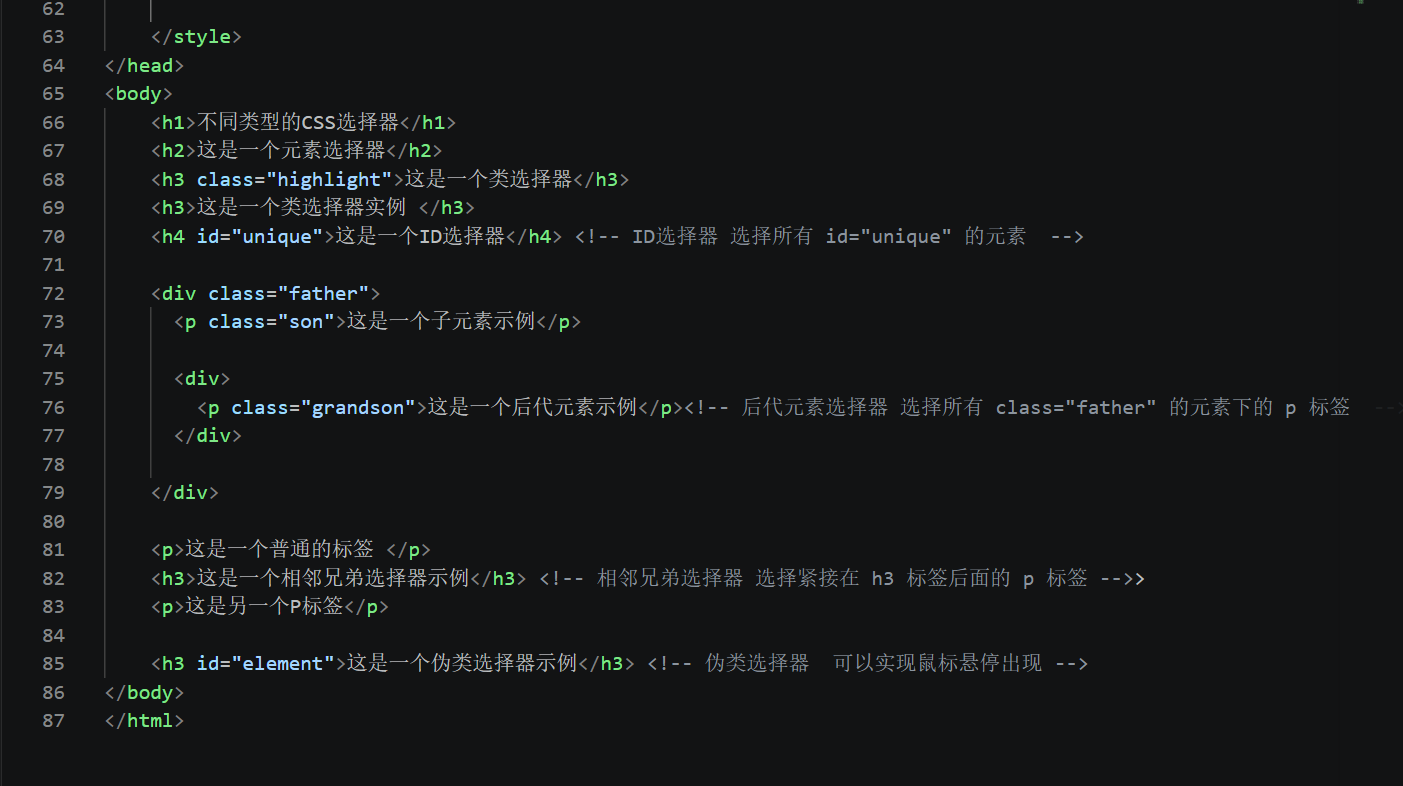 62
63 </style>
64 </head>
65 <body>
66 <h1>不同类型的CSS选择器</h1>
67 <h2>这是一个元素选择器</h2>
68 <h3 class="highlight">这是一个类选择器</h3>
69 <h3>这是一个类选择器实例 </h3>
70 <h4 id="unique">这是一个ID选择器</h4> <!-- ID选择器 选择所有 id="unique" 的元素  -->
71
72 <div class="father">
73 <p class="son">这是一个子元素示例</p>
74
75 <div>
76 <p class="grandson">这是一个后代元素示例</p><!-- 后代元素选择器 选择所有 class="father" 的元素下的 p 标签  -->
77 </div>
78
79 </div>
80
81 <p>这是一个普通的标签 </p>
82 <h3>这是一个相邻兄弟选择器示例</h3> <!-- 相邻兄弟选择器 选择紧接在 h3 标签后面的 p 标签 -->>
83 <p>这是另一个P标签</p>
84
85 <h3 id="element">这是一个伪类选择器示例</h3> <!-- 伪类选择器  可以实现鼠标悬停出现 -->
86 </body>
87 </html>